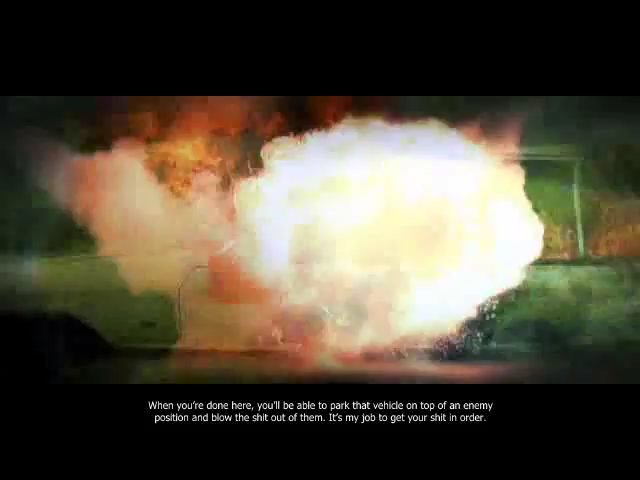 When you're done here, you'll be able to park that vehicle on top of an enemy
position and blow the shit out of them. It's my job to get your shit in order.